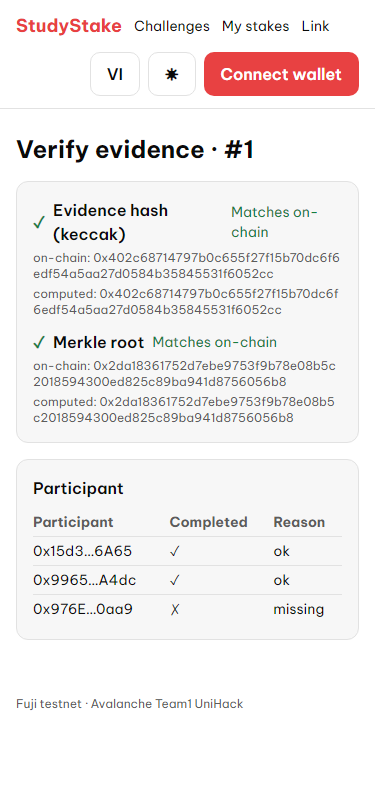 StudyStake Challenges My stakes Link
VI ☀ Connect wallet
Verify evidence · #1
✓ Evidence hash (keccak) Matches on-chain
on-chain: 0x402c68714797b0c655f27f15b70dc6f6
edf54a5aa27d0584b35845531f6052cc
computed: 0x402c68714797b0c655f27f15b70dc6f
6edf54a5aa27d0584b35845531f6052cc
✓ Merkle root Matches on-chain
on-chain: 0x2da18361752d7ebe9753f9b78e08b5c
2018594300ed825c89ba941d8756056b8
computed: 0x2da18361752d7ebe9753f9b78e08b5
c2018594300ed825c89ba941d8756056b8
Participant
Participant Completed Reason
0x15d3…6A65 ✓ ok
0x9965…A4dc ✓ ok
0x976E…0aa9 ✗ missing
Fuji testnet · Avalanche Team1 UniHack